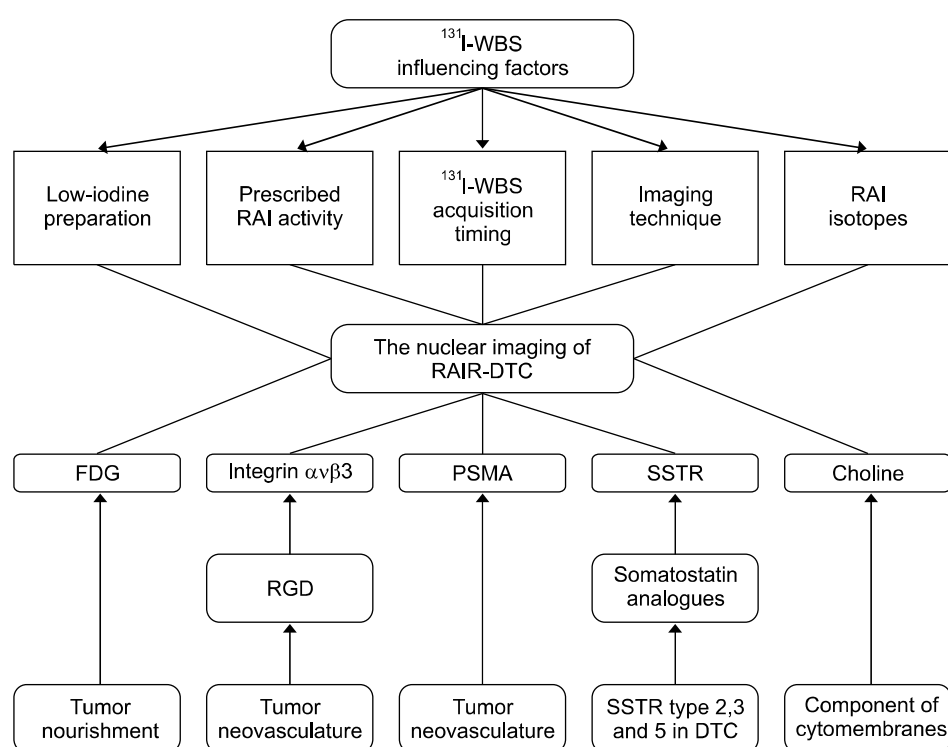 ¹³¹I-WBS
influencing factors
Low-iodine
preparation
Prescribed
RAI activity
¹³¹I-WBS
acquisition
timing
Imaging
technique
RAI
isotopes
The nuclear imaging of
RAIR-DTC
FDG
Integrin ανβ3
PSMA
SSTR
Choline
RGD
Somatostatin
analogues
Tumor
nourishment
Tumor
neovasculature
Tumor
neovasculature
SSTR type 2,3
and 5 in DTC
Component of
cytomembranes